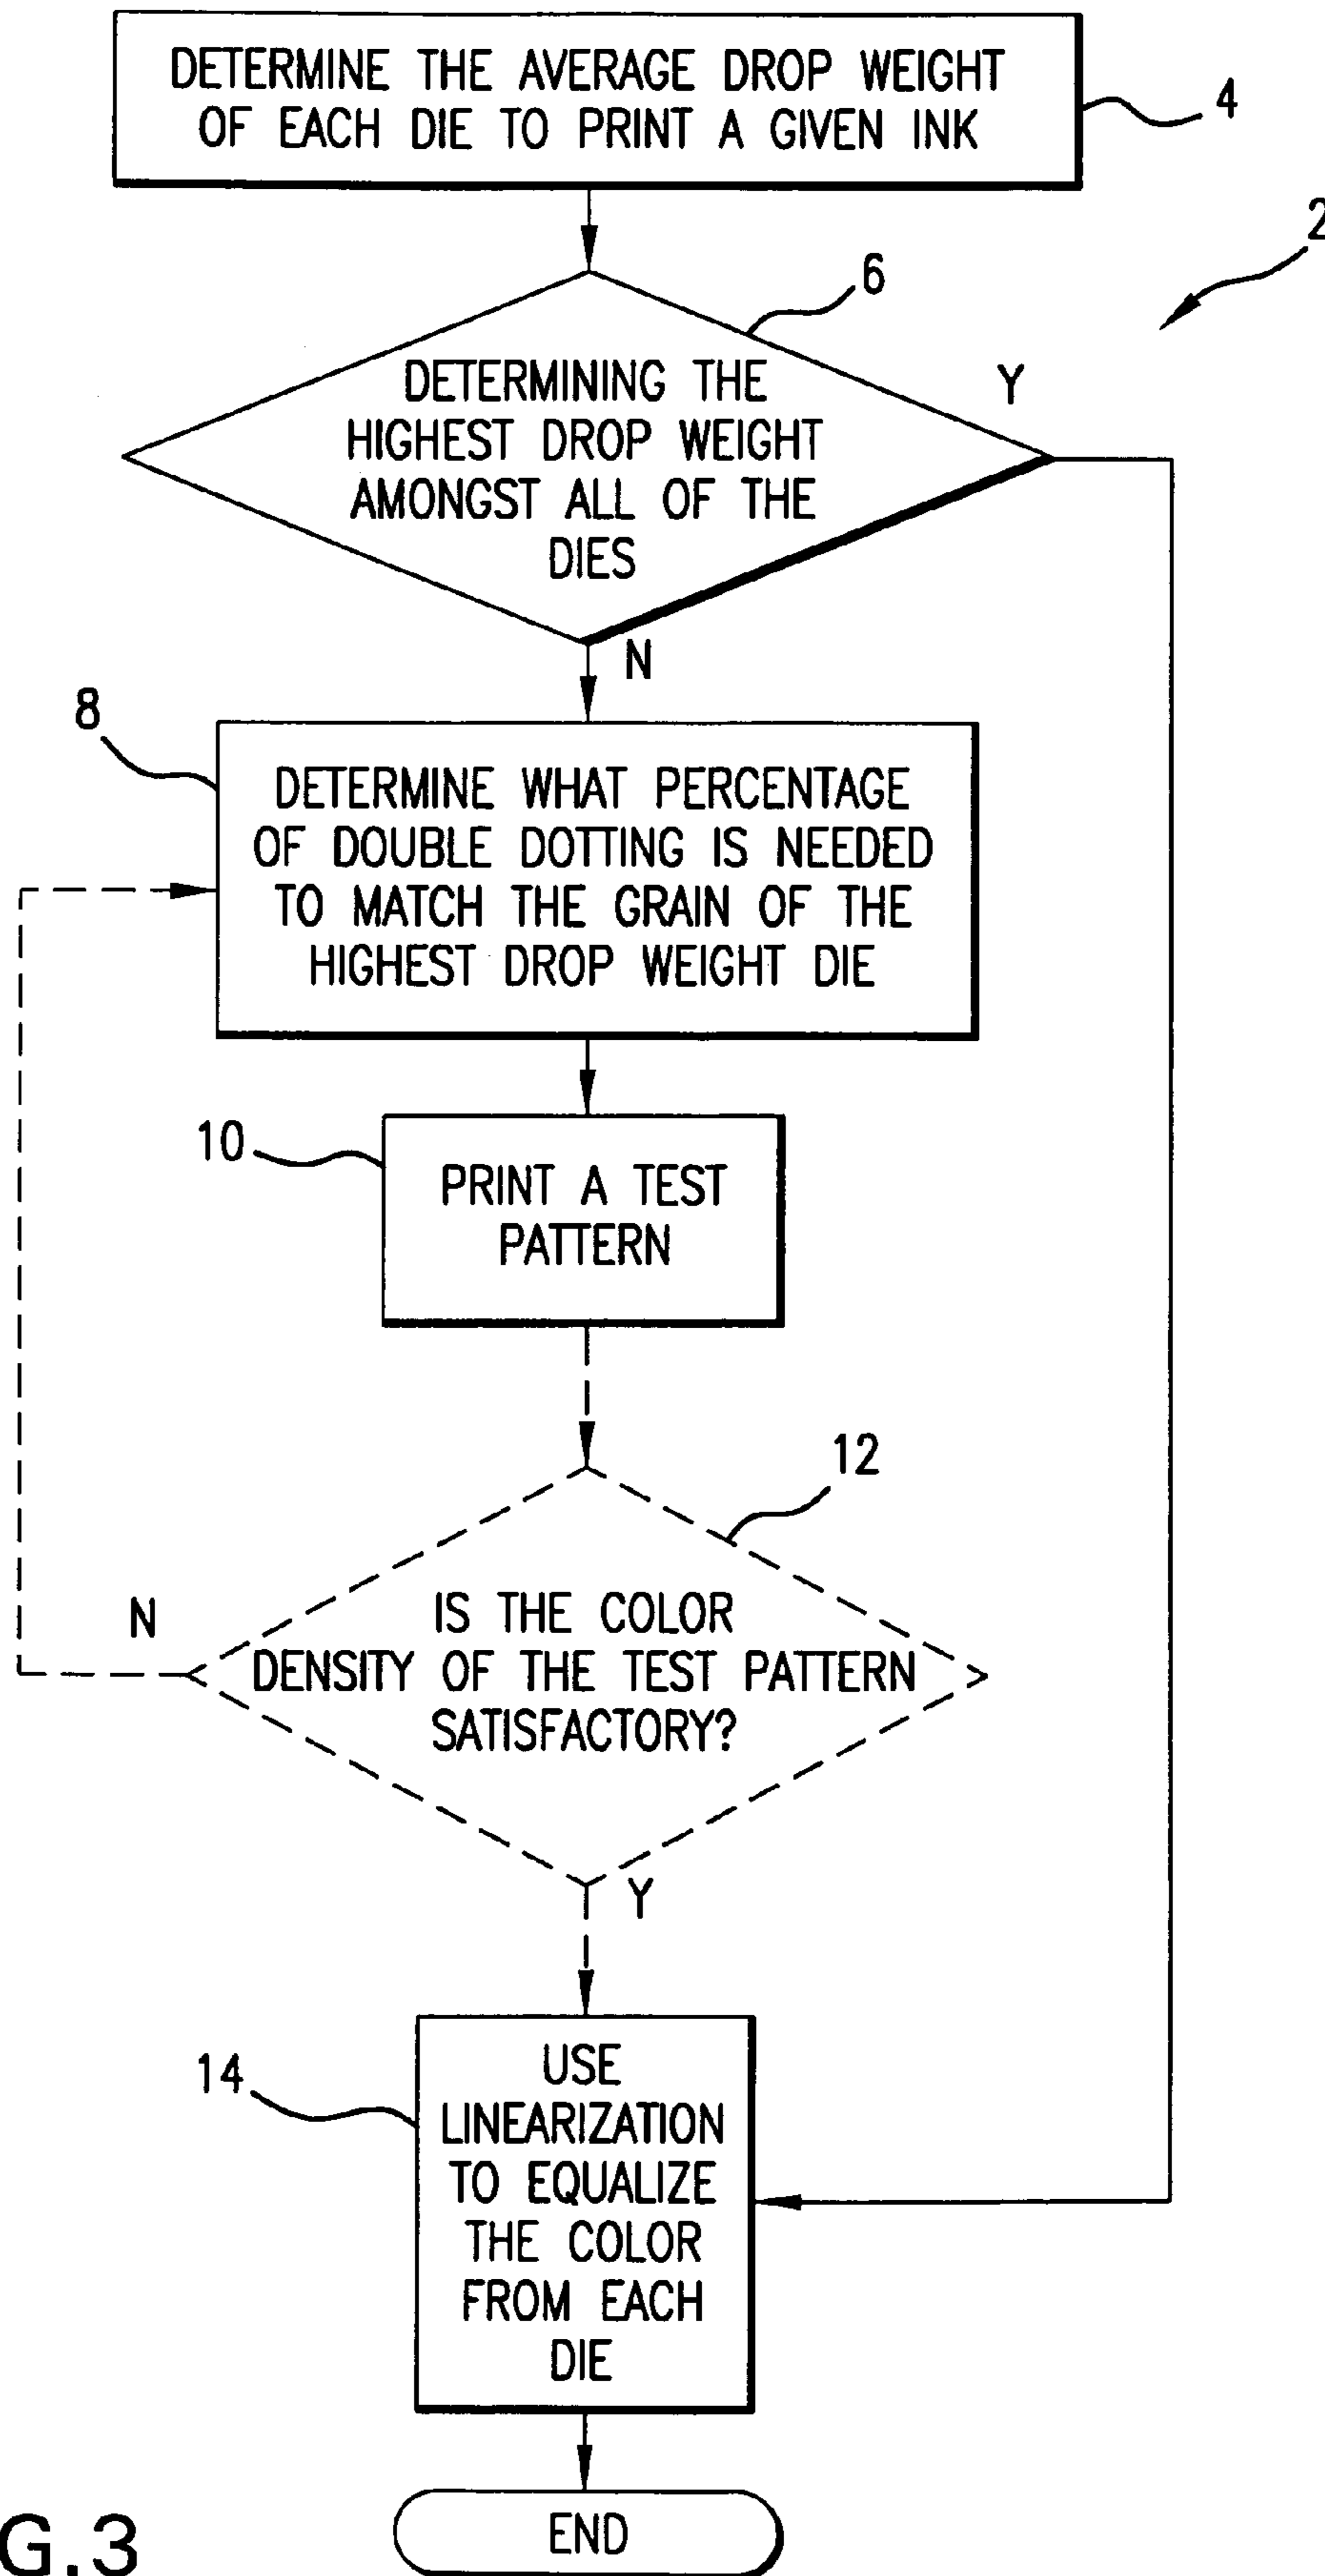 DETERMINE THE AVERAGE DROP WEIGHT
OF EACH DIE TO PRINT A GIVEN INK
4
2
6
DETERMINING THE
HIGHEST DROP WEIGHT
AMONGST ALL OF THE
DIES
Y
N
8
DETERMINE WHAT PERCENTAGE
OF DOUBLE DOTTING IS NEEDED
TO MATCH THE GRAIN OF THE
HIGHEST DROP WEIGHT DIE
10
PRINT A TEST
PATTERN
12
IS THE COLOR
DENSITY OF THE TEST PATTERN
SATISFACTORY?
N
Y
14
USE
LINEARIZATION
TO EQUALIZE
THE COLOR
FROM EACH
DIE
END
G.3